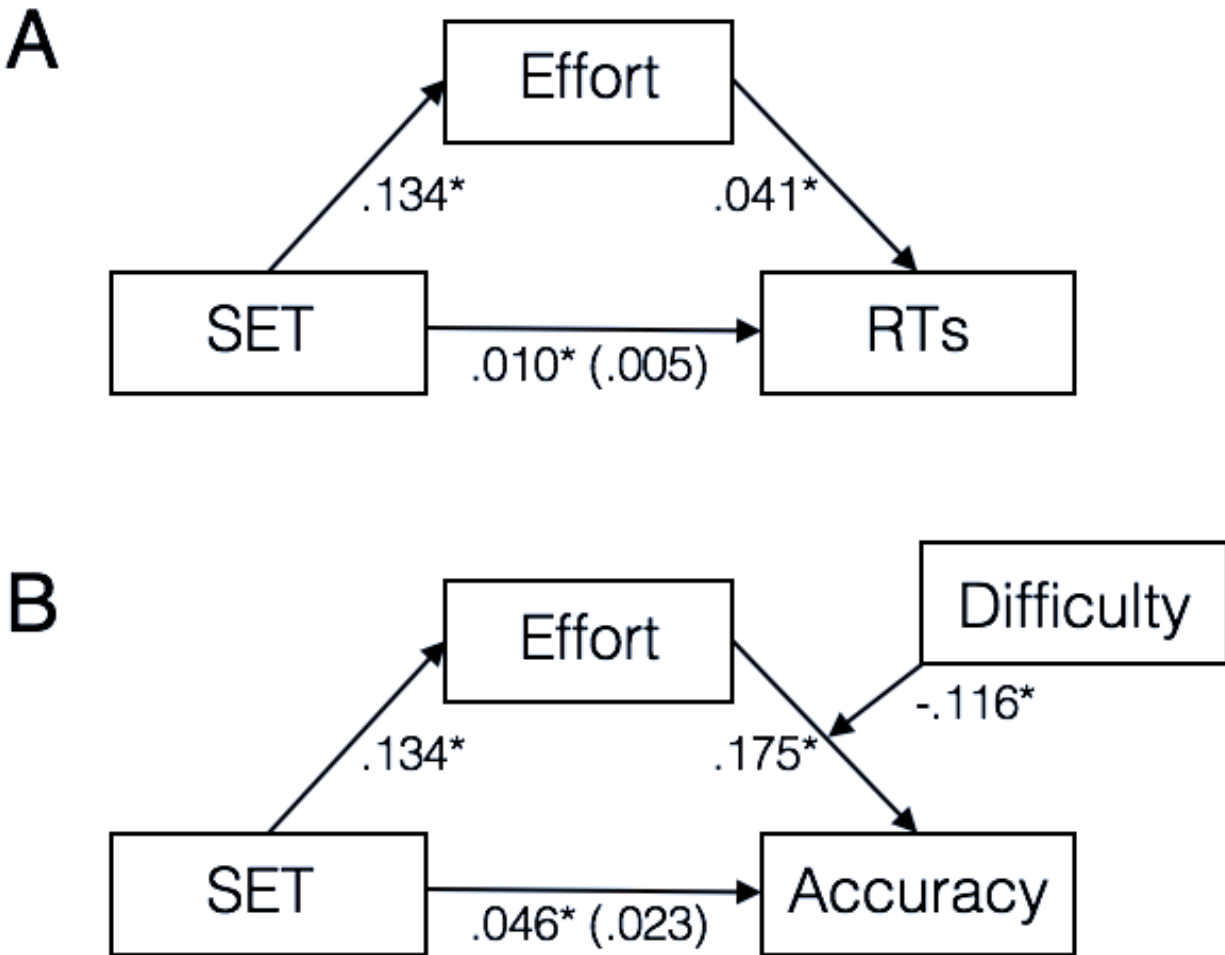 A
Effort
.134*
.041*
SET
RTs
.010* (.005)
B
Effort
Difficulty
-.116*
.134*
.175*
SET
Accuracy
.046* (.023)